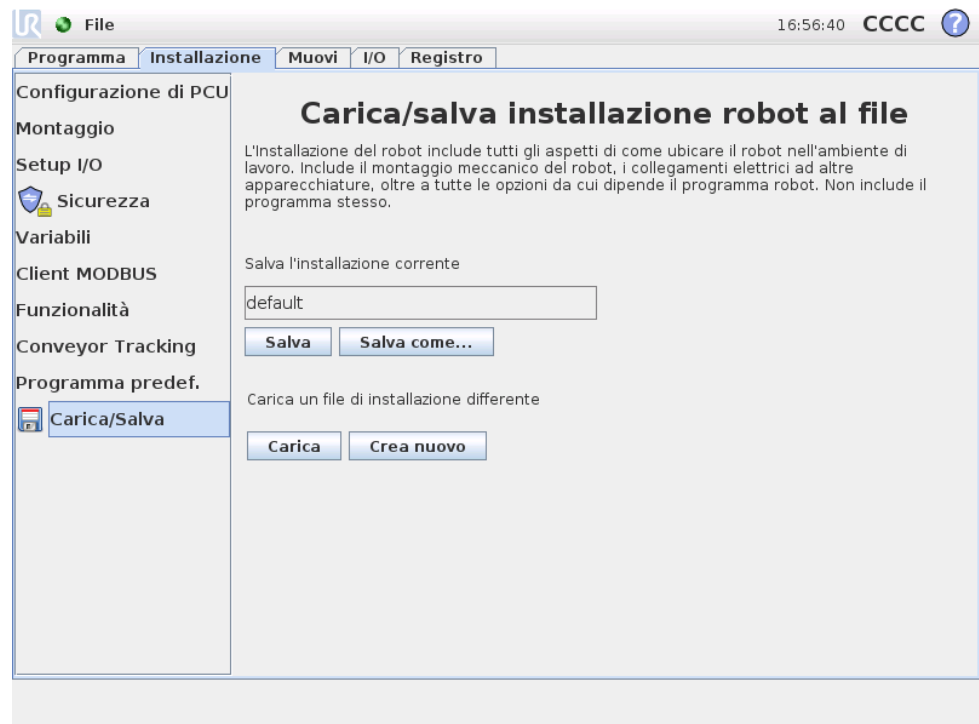 UR File 16:56:40 CCCC ?
Programma Installazione Muovi I/O Registro
Configurazione di PCU
Montaggio
Setup I/O
Sicurezza
Variabili
Client MODBUS
Funzionalità
Conveyor Tracking
Programma predef.
Carica/Salva
Carica/salva installazione robot al file
L'Installazione del robot include tutti gli aspetti di come ubicare il robot nell'ambiente di
lavoro. Include il montaggio meccanico del robot, i collegamenti elettrici ad altre
apparecchiature, oltre a tutte le opzioni da cui dipende il programma robot. Non include il
programma stesso.
Salva l'installazione corrente
default
Salva Salva come...
Carica un file di installazione differente
Carica Crea nuovo